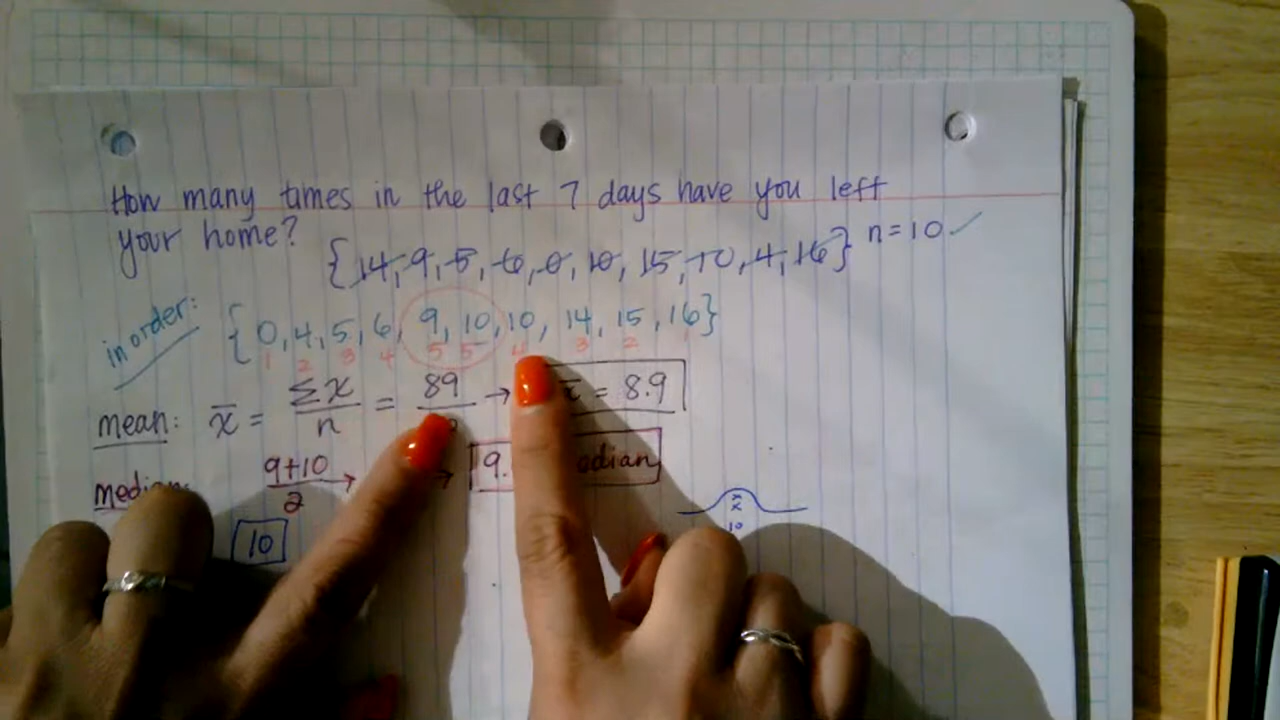 How many times in the last 7 days have you left
your home?
{14, 9, 5, 6, 0, 10, 15, 10, 4, 16} n=10 ✓
in order: {0, 4, 5, 6, 9, 10, 10, 14, 15, 16}
1 2 3 4 5 5 4 3 2 1
mean: x̄ = Σx/n = 89/ → x̄ = 8.9
9+10/2 → → 9.
10
x
x
10